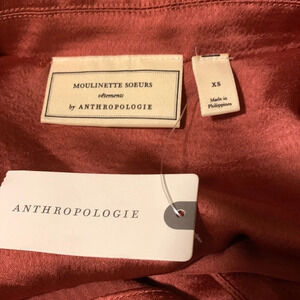 MOULINETTE SOEURS
vêtements
by ANTHROPOLOGIE
XS
Made in
Philippines
ANTHROPOLOGIE